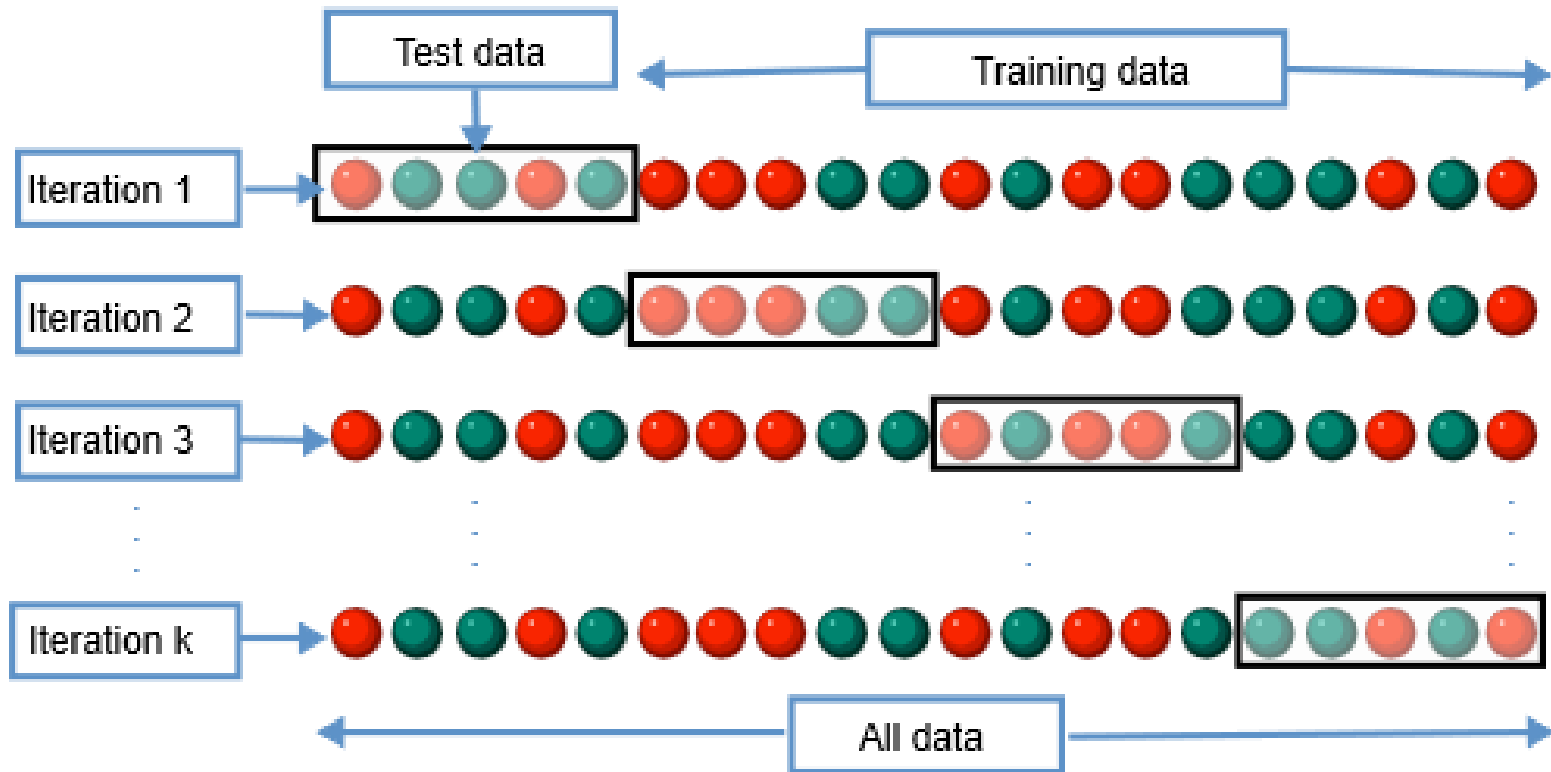 Test data
Training data
Iteration 1
Iteration 2
Iteration 3
Iteration k
All data